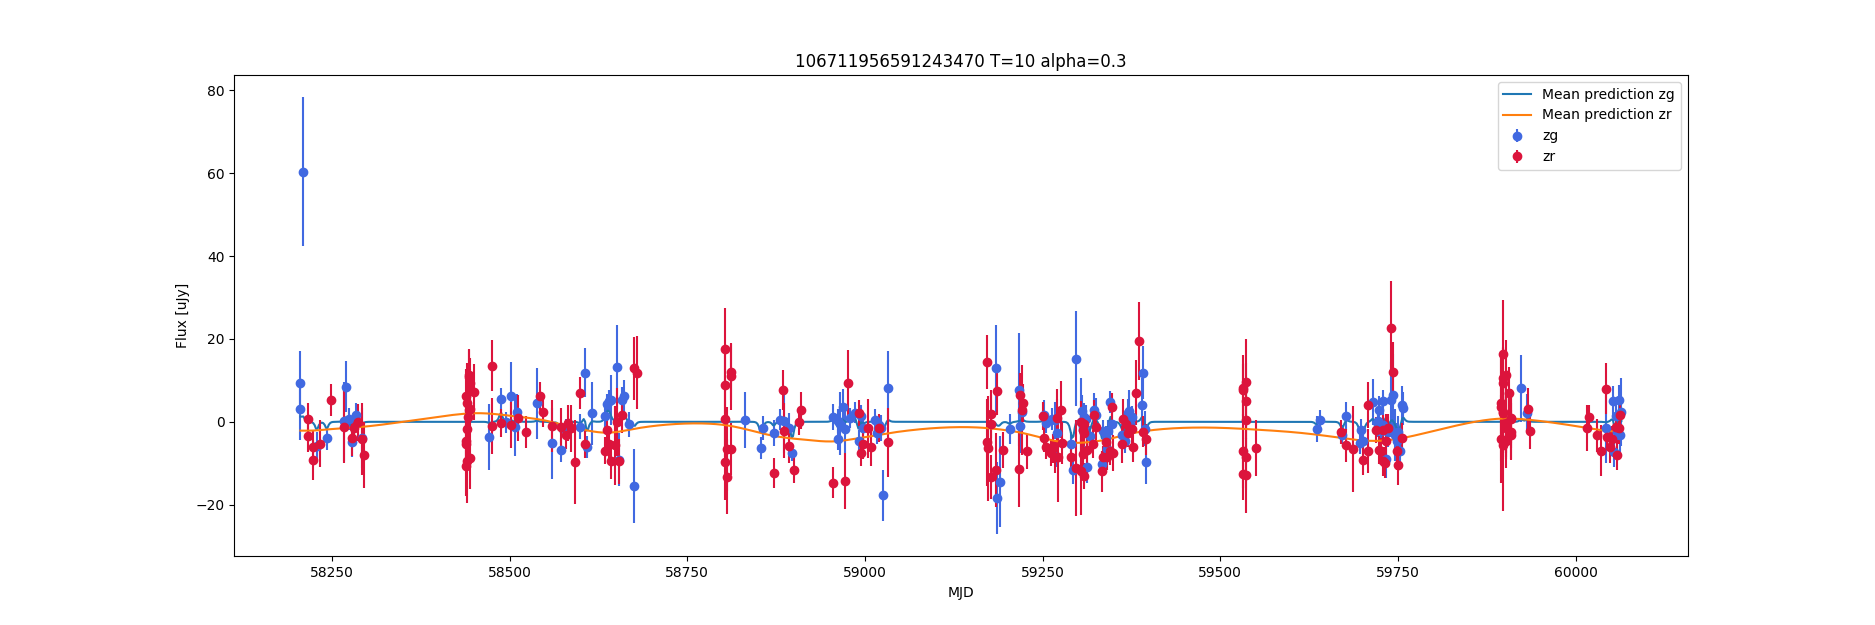 106711956591243470 T=10 alpha=0.3
80
60
40
20
0
−20
Flux [uJy]
Mean prediction zg
Mean prediction zr
zg
zr
58250 58500 58750 59000 59250 59500 59750 60000
MJD